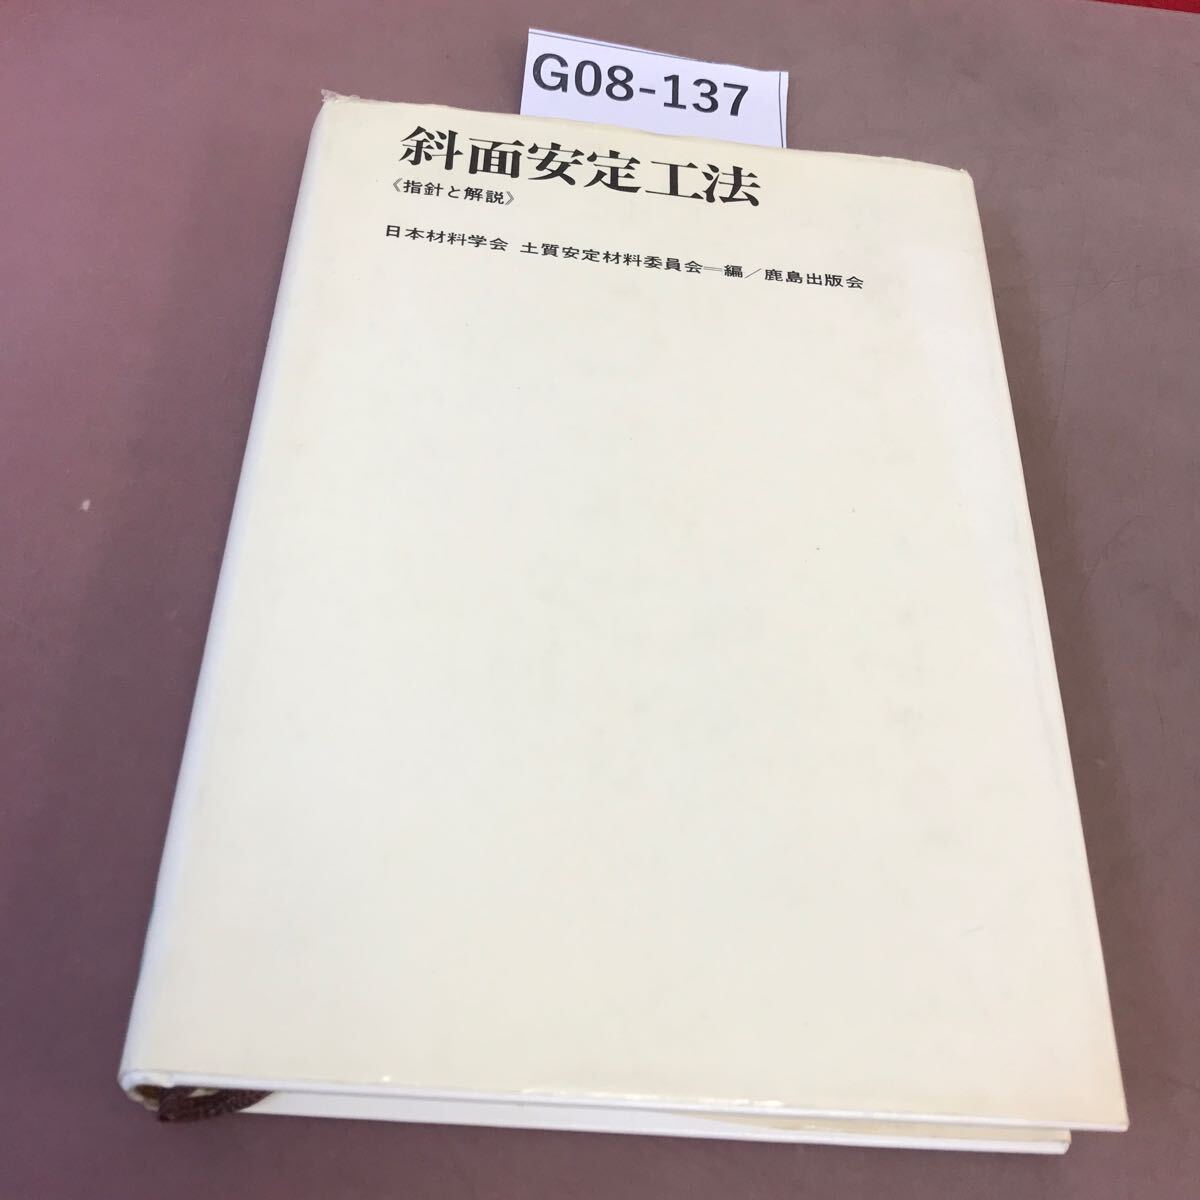 G08-137
斜面安定工法
《指針と解説》
日本材料学会 土質安定材料委員会=編/鹿島出版会